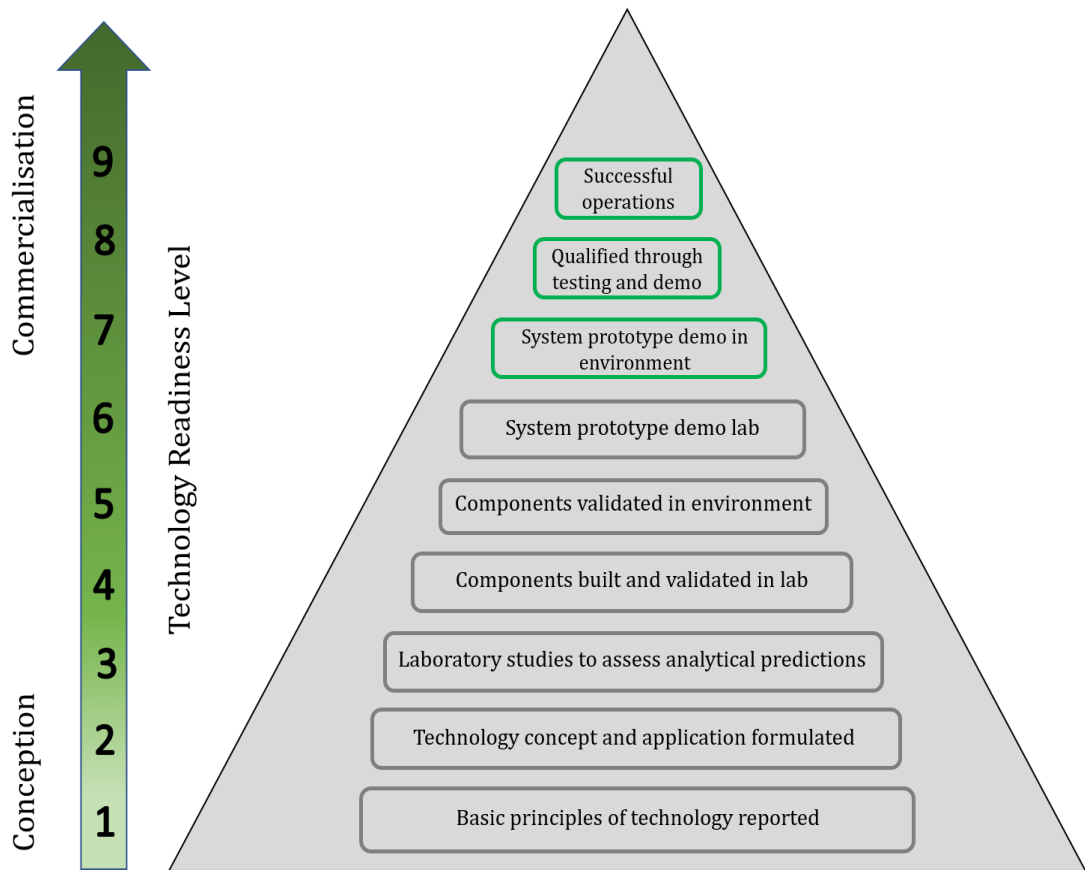 Commercialisation
Conception
9
8
7
6
5
4
3
2
1
Technology Readiness Level
Successful
operations
Qualified through
testing and demo
System prototype demo in
environment
System prototype demo lab
Components validated in environment
Components built and validated in lab
Laboratory studies to assess analytical predictions
Technology concept and application formulated
Basic principles of technology reported